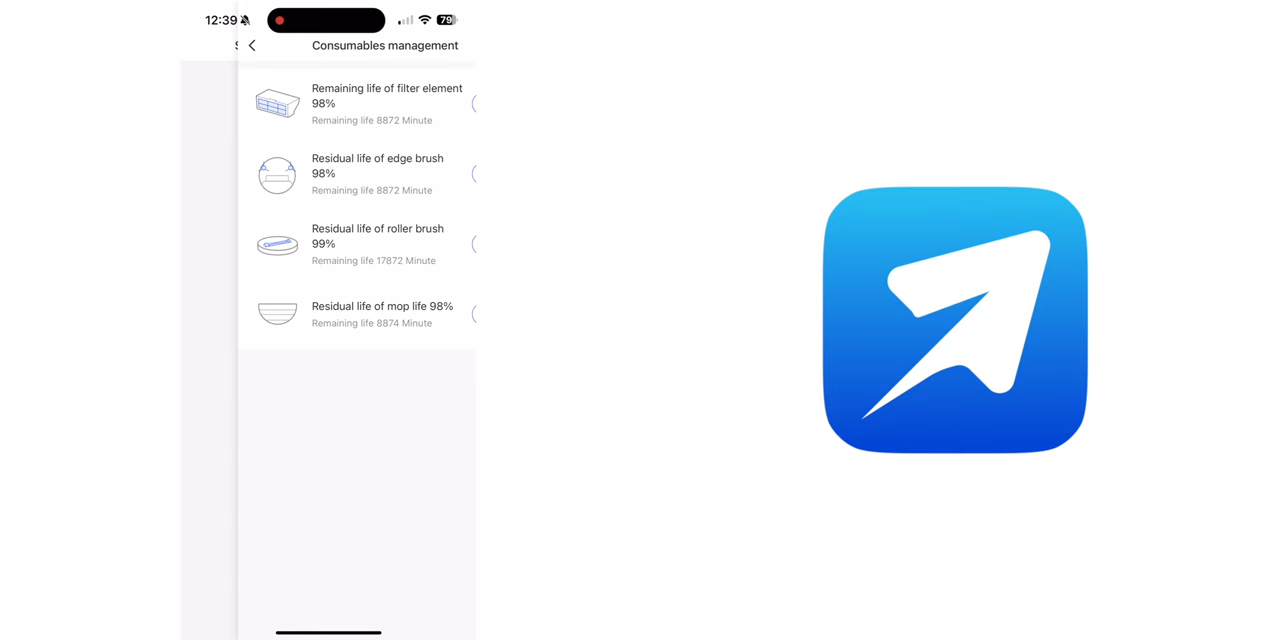 12:39
79
S
Consumables management
Remaining life of filter element
98%
Remaining life 8872 Minute
Residual life of edge brush
98%
Remaining life 8872 Minute
Residual life of roller brush
99%
Remaining life 17872 Minute
Residual life of mop life 98%
Remaining life 8874 Minute